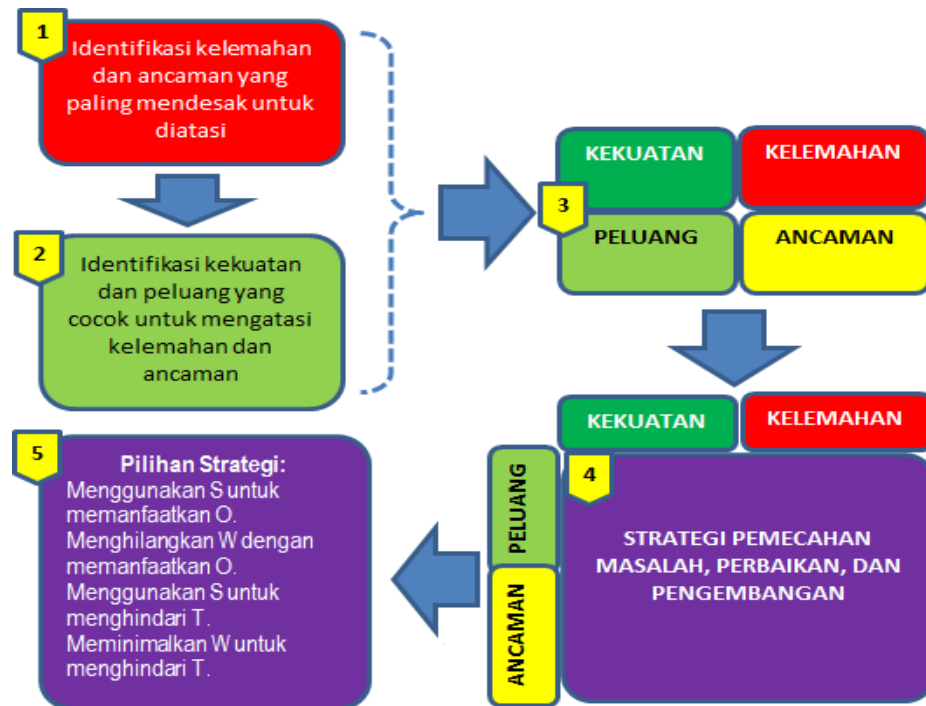 1
Identifikasi kelemahan
dan ancaman yang
paling mendesak untuk
diatasi
2
Identifikasi kekuatan
dan peluang yang
cocok untuk mengatasi
kelemahan dan
ancaman
3
KEKUATAN
KELEMAHAN
PELUANG
ANCAMAN
KEKUATAN
KELEMAHAN
PELUANG
ANCAMAN
4
STRATEGI PEMECAHAN
MASALAH, PERBAIKAN, DAN
PENGEMBANGAN
5
Pilihan Strategi:
Menggunakan S untuk
memanfaatkan O.
Menghilangkan W dengan
memanfaatkan O.
Menggunakan S untuk
menghindari T.
Meminimalkan W untuk
menghindari T.